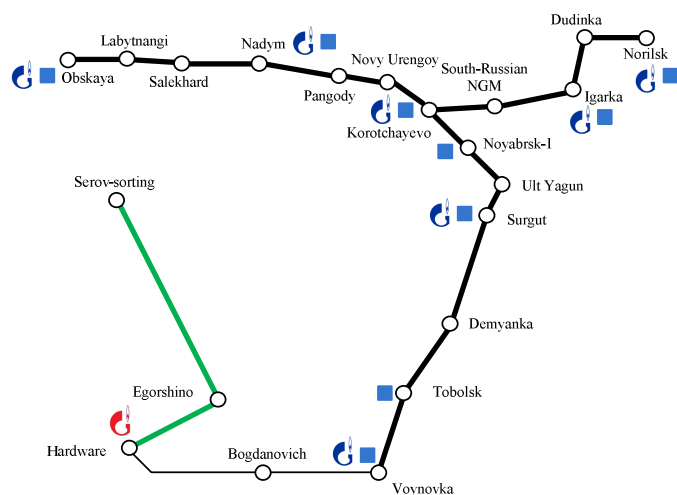 Dudinka
Norilsk
Labytnangi
Nadym
Novy Urengoy
Obskaya
Salekhard
Pangody
South-Russian
NGM
Igarka
Korotchayevo
Noyabrsk-I
Serov-sorting
Ult Yagun
Surgut
Demyanka
Egorshino
Tobolsk
Hardware
Bogdanovich
Voynovka